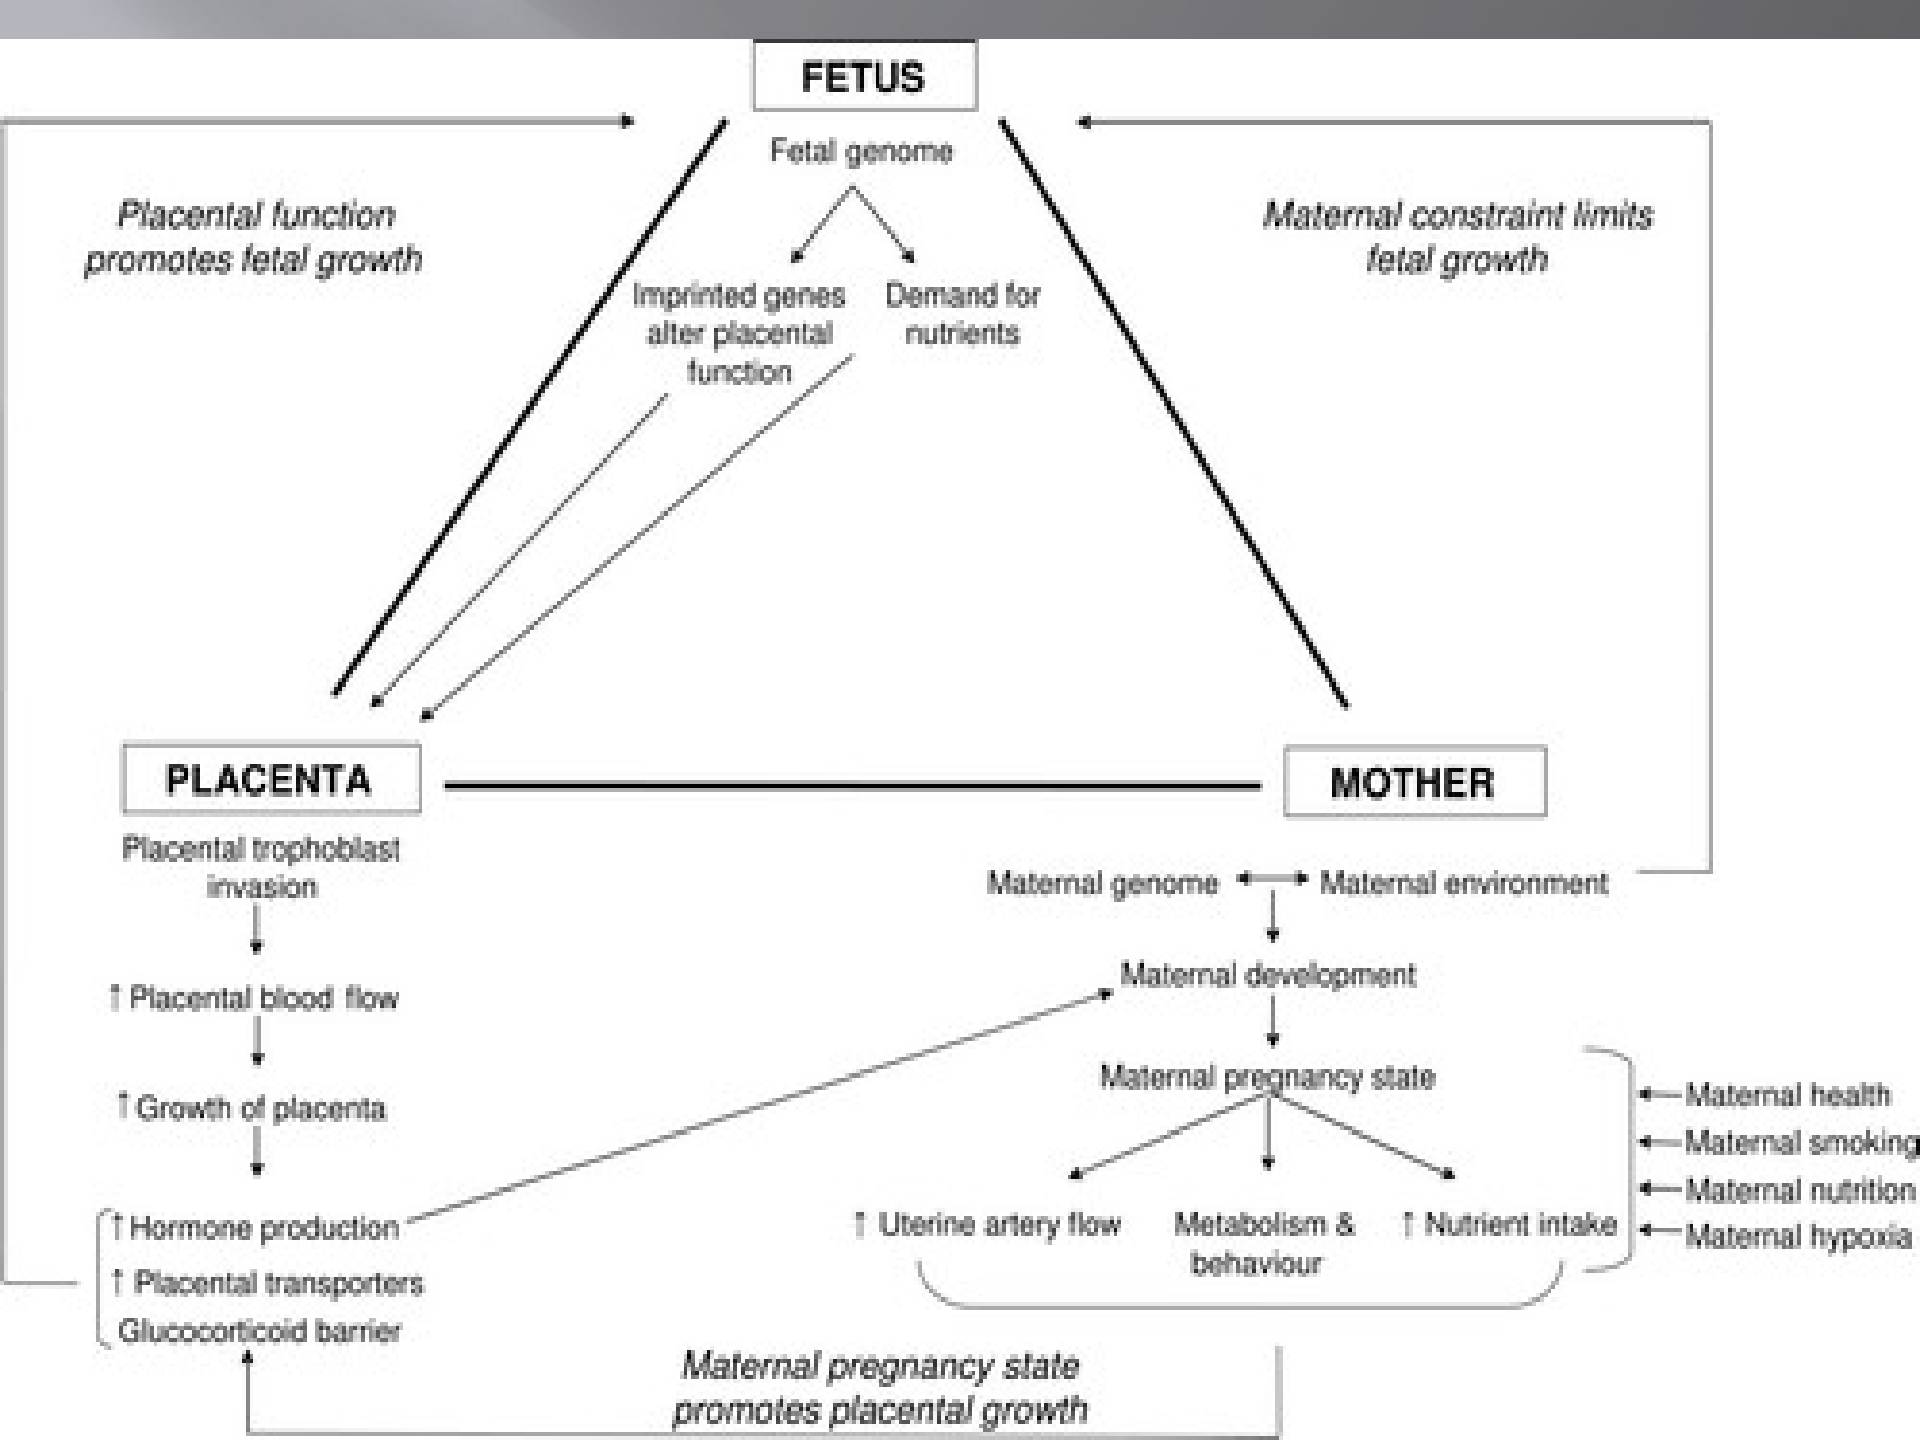 FETUS
Fetal genome
Placental function
promotes fetal growth
Maternal constraint limits
fetal growth
Imprinted genes
alter placental
function
Demand for
nutrients
PLACENTA
MOTHER
Placental trophoblast
invasion
↑ Placental blood flow
↑ Growth of placenta
↑ Hormone production
↑ Placental transporters
Glucocorticoid barrier
Maternal genome
Maternal environment
Maternal development
Maternal pregnancy state
↑ Uterine artery flow
Metabolism &
behaviour
↑ Nutrient intake
Maternal health
Maternal smoking
Maternal nutrition
Maternal hypoxia
Maternal pregnancy state
promotes placental growth